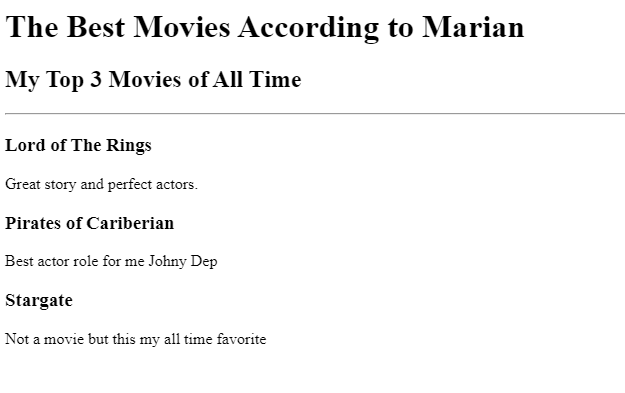 The Best Movies According to Marian
My Top 3 Movies of All Time
Lord of The Rings
Great story and perfect actors.
Pirates of Cariberian
Best actor role for me Johny Dep
Stargate
Not a movie but this my all time favorite